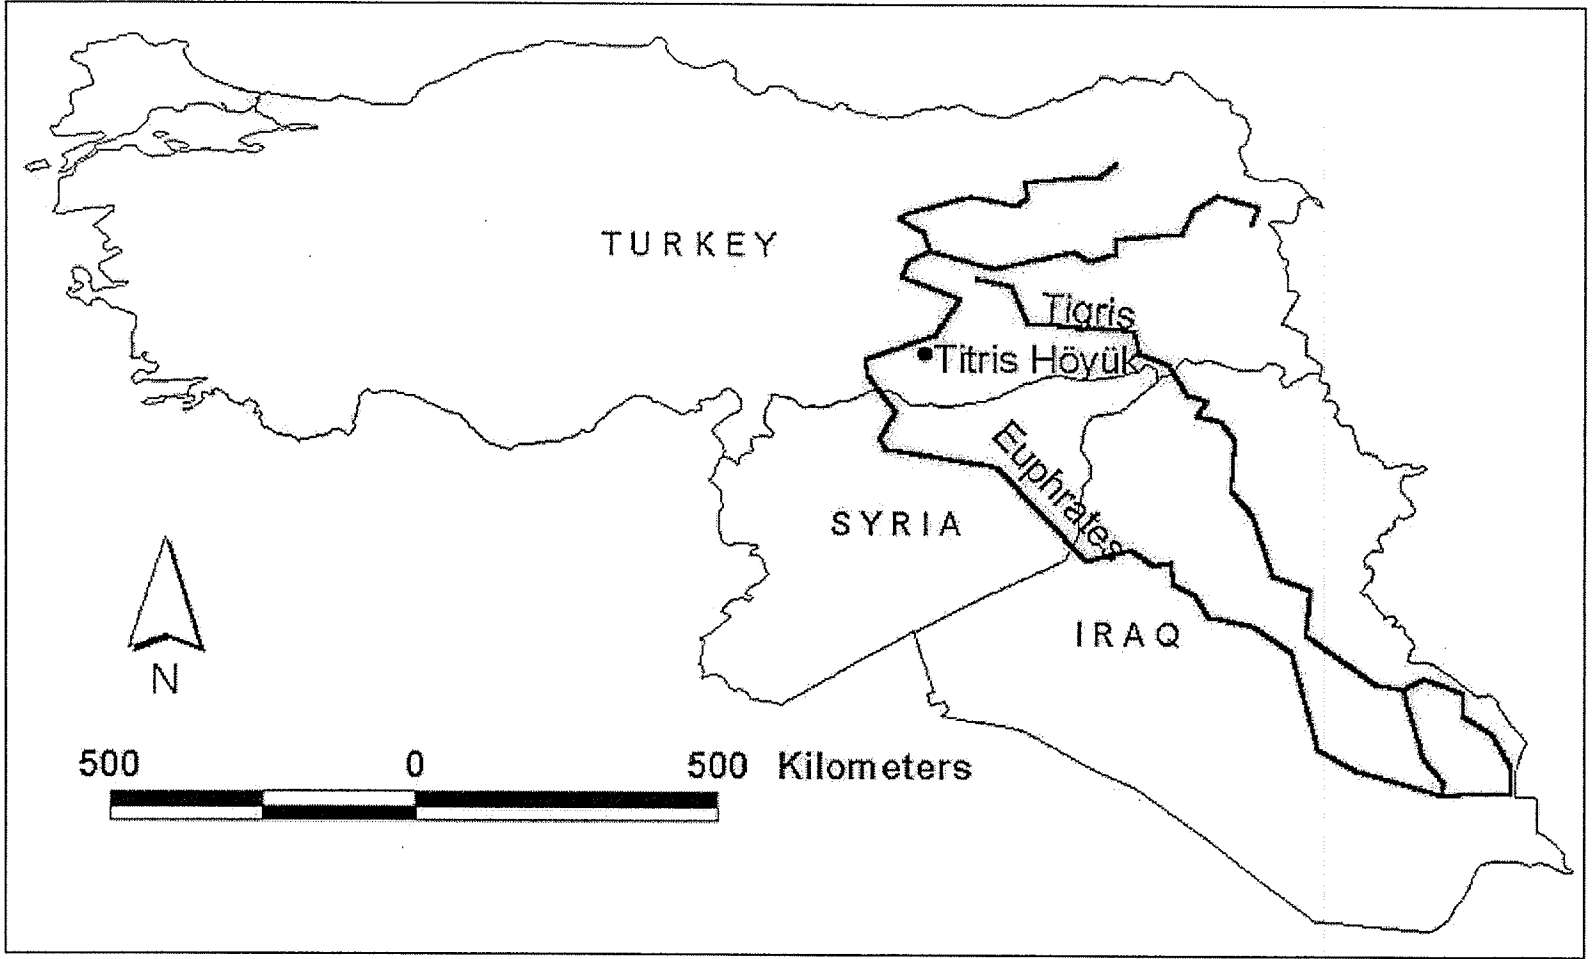 TURKEY
Tigris
Titris Höyük
Euphrates
SYRIA
IRAQ
N
500 0 500 Kilometers